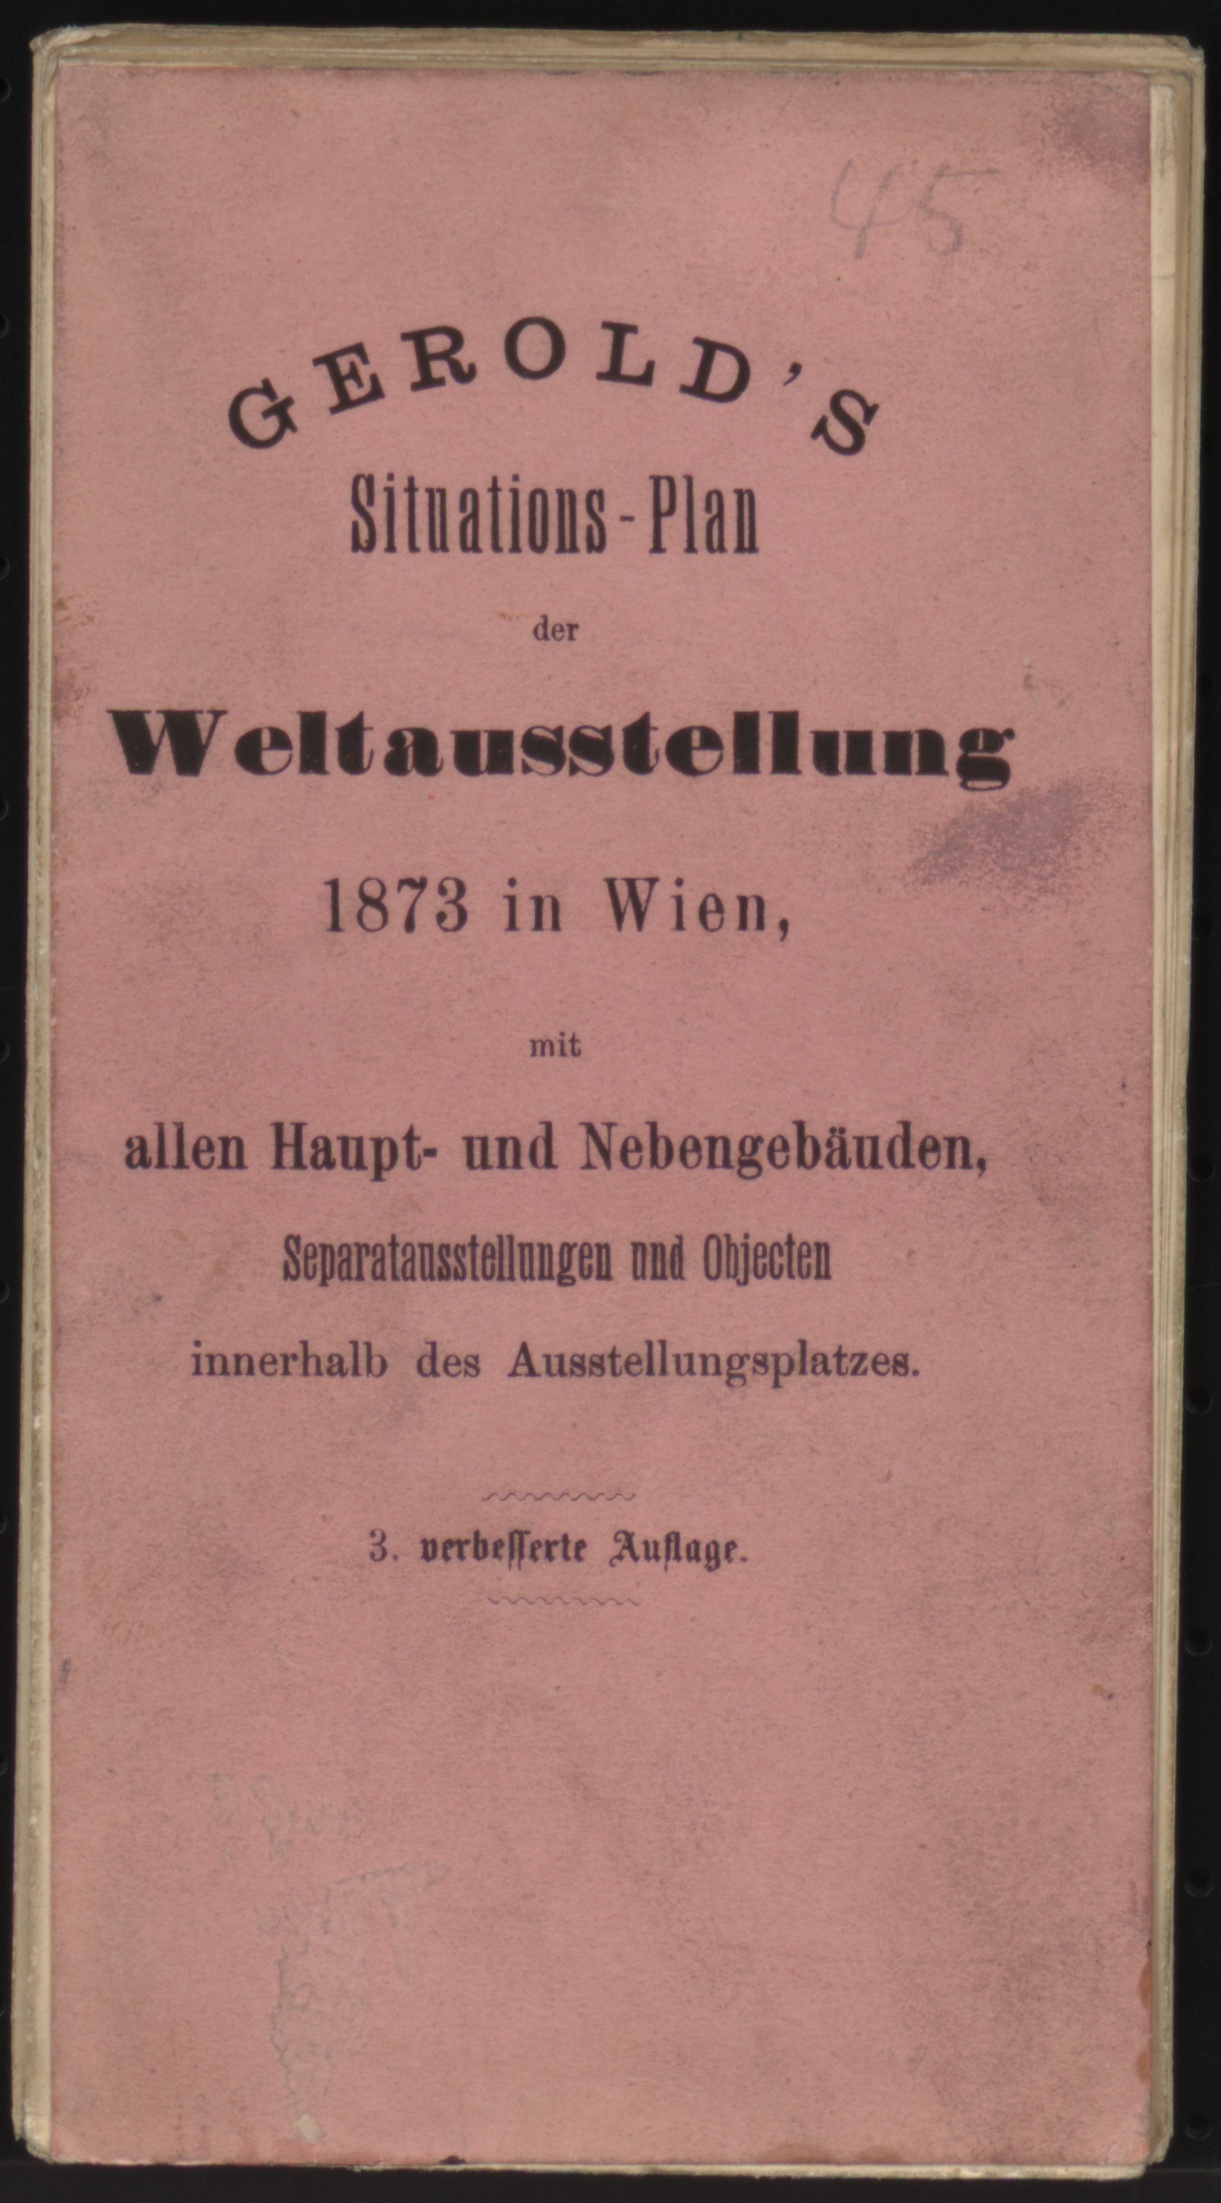 45
GEROLD'S
Situations-Plan
der
Weltausstellung
1873 in Wien,
mit
allen Haupt- und Nebengebäuden,
Separatausstellungen und Objecten
innerhalb des Ausstellungsplatzes.
3. verbesserte Auflage.